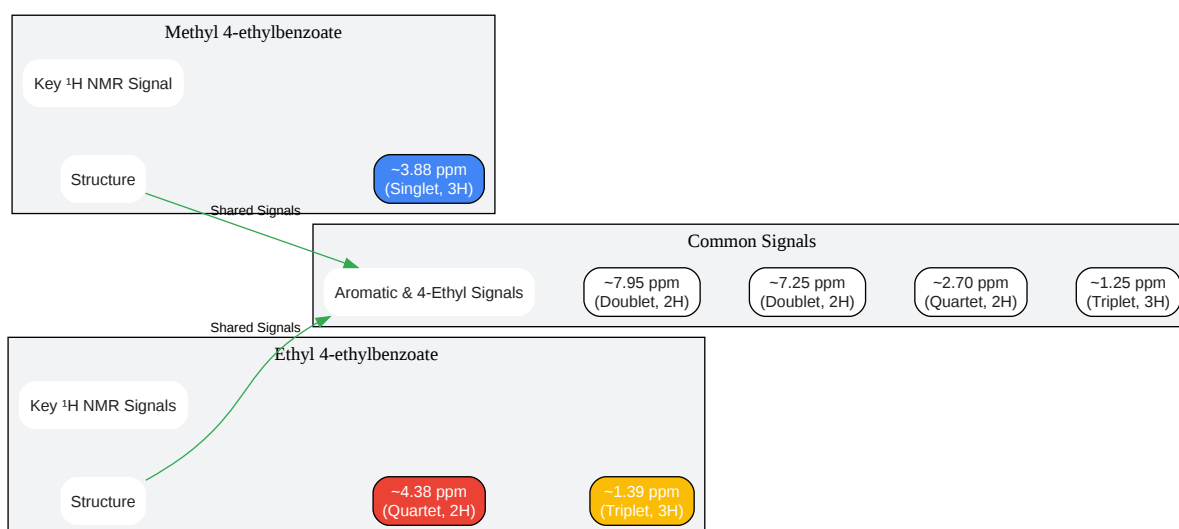 Methyl 4-ethylbenzoate
Key ¹H NMR Signal
Structure
~3.88 ppm
(Singlet, 3H)
Shared Signals
Common Signals
Aromatic & 4-Ethyl Signals
~7.95 ppm
(Doublet, 2H)
~7.25 ppm
(Doublet, 2H)
~2.70 ppm
(Quartet, 2H)
~1.25 ppm
(Triplet, 3H)
Shared Signals
Ethyl 4-ethylbenzoate
Key ¹H NMR Signals
Structure
~4.38 ppm
(Quartet, 2H)
~1.39 ppm
(Triplet, 3H)